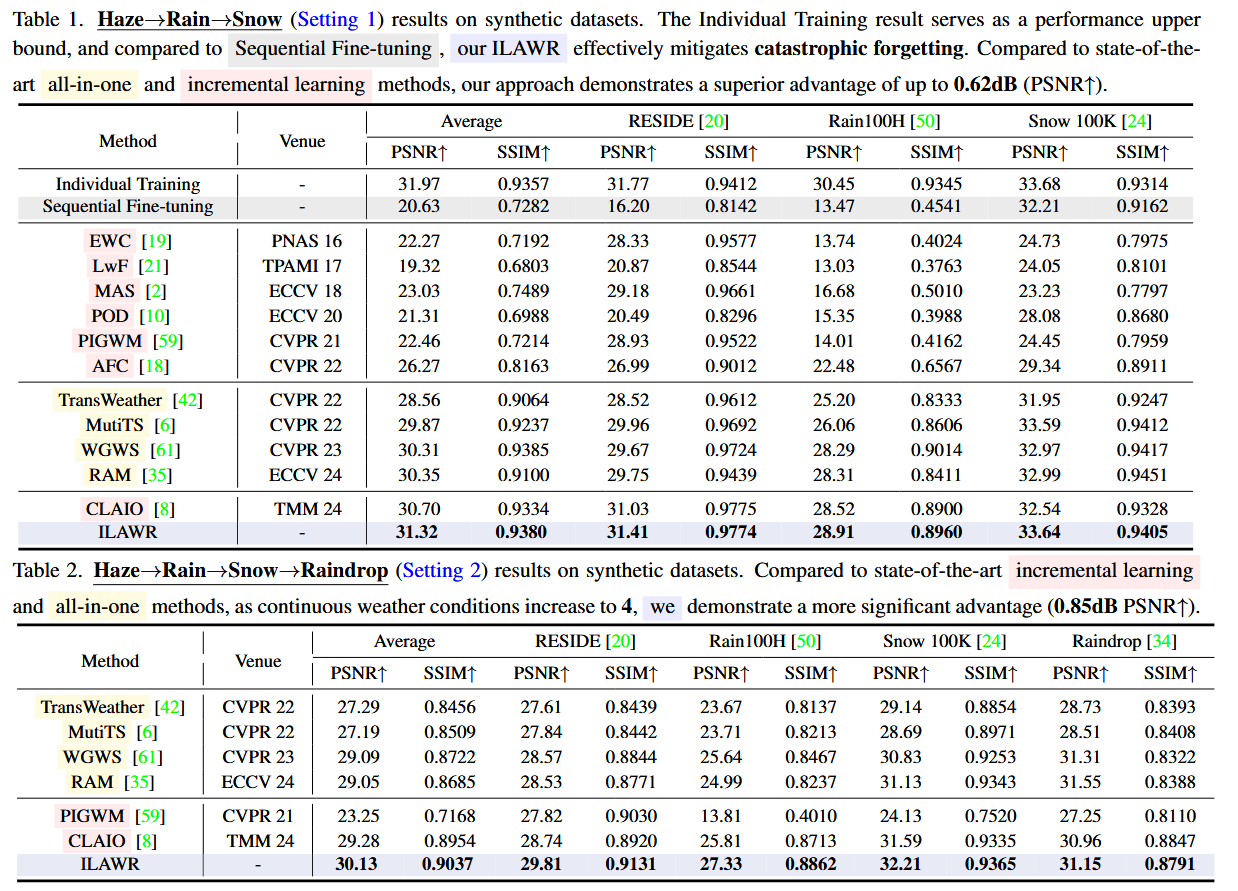 Table 1. Haze→Rain→Snow (Setting 1) results on synthetic datasets. The Individual Training result serves as a performance upper
bound, and compared to Sequential Fine-tuning , our ILAWR effectively mitigates catastrophic forgetting. Compared to state-of-the-
art all-in-one and incremental learning methods, our approach demonstrates a superior advantage of up to 0.62dB (PSNR↑).
Method Venue Average RESIDE [20] Rain100H [50] Snow 100K [24]
PSNR↑ SSIM↑ PSNR↑ SSIM↑ PSNR↑ SSIM↑ PSNR↑ SSIM↑
Individual Training - 31.97 0.9357 31.77 0.9412 30.45 0.9345 33.68 0.9314
Sequential Fine-tuning - 20.63 0.7282 16.20 0.8142 13.47 0.4541 32.21 0.9162
EWC [19] PNAS 16 22.27 0.7192 28.33 0.9577 13.74 0.4024 24.73 0.7975
LwF [21] TPAMI 17 19.32 0.6803 20.87 0.8544 13.03 0.3763 24.05 0.8101
MAS [2] ECCV 18 23.03 0.7489 29.18 0.9661 16.68 0.5010 23.23 0.7797
POD [10] ECCV 20 21.31 0.6988 20.49 0.8296 15.35 0.3988 28.08 0.8680
PIGWM [59] CVPR 21 22.46 0.7214 28.93 0.9522 14.01 0.4162 24.45 0.7959
AFC [18] CVPR 22 26.27 0.8163 26.99 0.9012 22.48 0.6567 29.34 0.8911
TransWeather [42] CVPR 22 28.56 0.9064 28.52 0.9612 25.20 0.8333 31.95 0.9247
MutiTS [6] CVPR 22 29.87 0.9237 29.96 0.9692 26.06 0.8606 33.59 0.9412
WGWS [61] CVPR 23 30.31 0.9385 29.67 0.9724 28.29 0.9014 32.97 0.9417
RAM [35] ECCV 24 30.35 0.9100 29.75 0.9439 28.31 0.8411 32.99 0.9451
CLAIO [8] TMM 24 30.70 0.9334 31.03 0.9775 28.52 0.8900 32.54 0.9328
ILAWR - 31.32 0.9380 31.41 0.9774 28.91 0.8960 33.64 0.9405
Table 2. Haze→Rain→Snow→Raindrop (Setting 2) results on synthetic datasets. Compared to state-of-the-art incremental learning
and all-in-one methods, as continuous weather conditions increase to 4, we demonstrate a more significant advantage (0.85dB PSNR↑).
Method Venue Average RESIDE [20] Rain100H [50] Snow 100K [24] Raindrop [34]
PSNR↑ SSIM↑ PSNR↑ SSIM↑ PSNR↑ SSIM↑ PSNR↑ SSIM↑ PSNR↑ SSIM↑
TransWeather [42] CVPR 22 27.29 0.8456 27.61 0.8439 23.67 0.8137 29.14 0.8854 28.73 0.8393
MutiTS [6] CVPR 22 27.19 0.8509 27.84 0.8442 23.71 0.8213 28.69 0.8971 28.51 0.8408
WGWS [61] CVPR 23 29.09 0.8722 28.57 0.8844 25.64 0.8467 30.83 0.9253 31.31 0.8322
RAM [35] ECCV 24 29.05 0.8685 28.53 0.8771 24.99 0.8237 31.13 0.9343 31.55 0.8388
PIGWM [59] CVPR 21 23.25 0.7168 27.82 0.9030 13.81 0.4010 24.13 0.7520 27.25 0.8110
CLAIO [8] TMM 24 29.28 0.8954 28.74 0.8920 25.81 0.8713 31.59 0.9335 30.96 0.8847
ILAWR - 30.13 0.9037 29.81 0.9131 27.33 0.8862 32.21 0.9365 31.15 0.8791